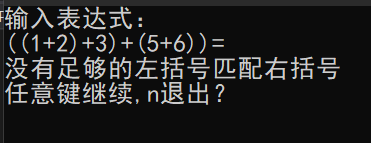 输入表达式:
((1+2)+3)+(5+6))=
没有足够的左括号匹配右括号
任意键继续,n退出？